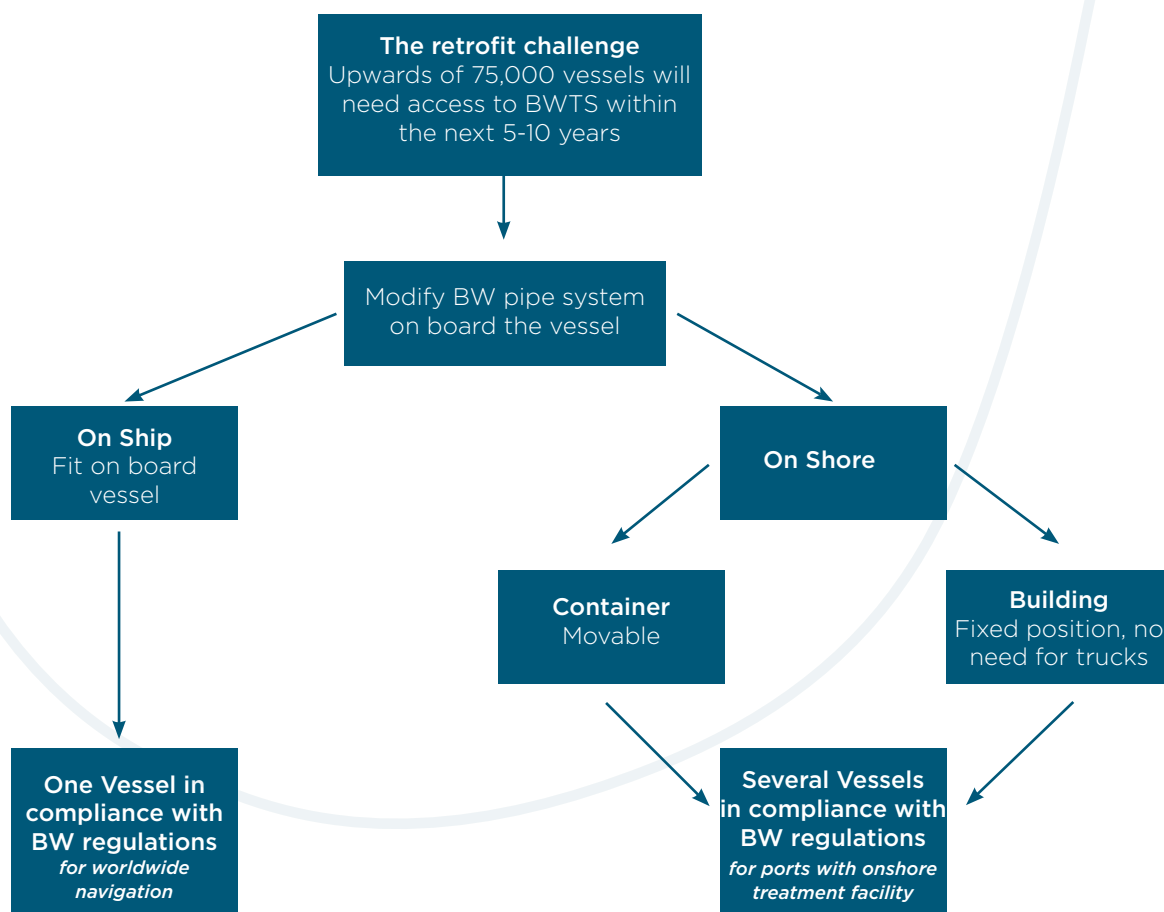 The retrofit challenge
Upwards of 75,000 vessels will
need access to BWTS within
the next 5-10 years
Modify BW pipe system
on board the vessel
On Ship
Fit on board
vessel
On Shore
Container
Movable
Building
Fixed position, no
need for trucks
One Vessel in
compliance with
BW regulations
for worldwide
navigation
Several Vessels
in compliance with
BW regulations
for ports with onshore
treatment facility